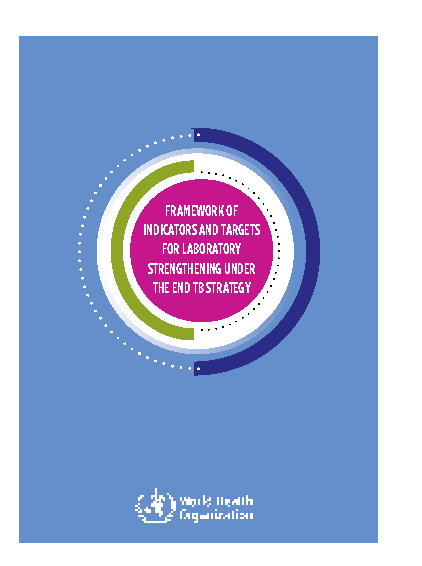 FRAMEWORK OF
INDICATORS AND TARGETS
FOR LABORATORY
STRENGTHENING UNDER
THE END TB STRATEGY
World Health
Organization